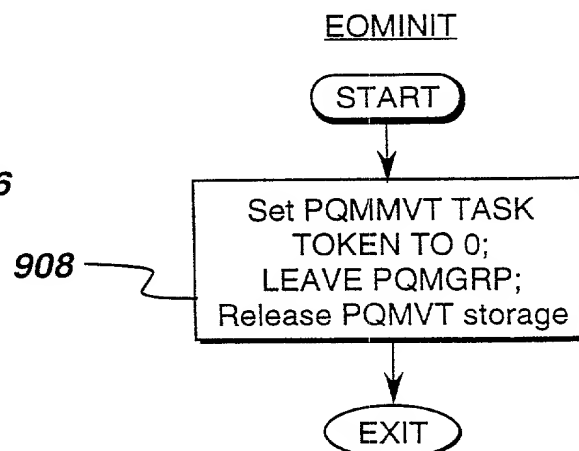 EOMINIT
START
6
Set PQMMVT TASK
TOKEN TO 0;
LEAVE PQMGRP;
Release PQMVT storage
908
EXIT